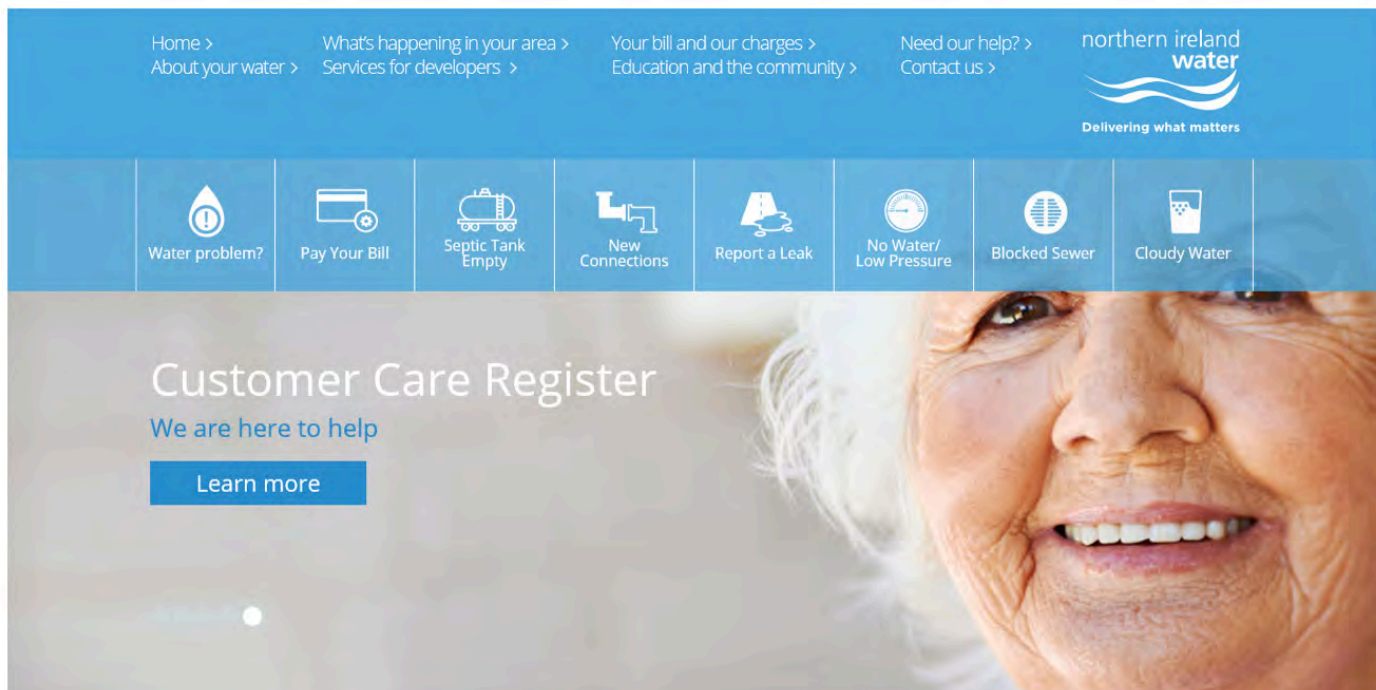 Home >
What's happening in your area >
Your bill and our charges >
Need our help? >
About your water >
Services for developers >
Education and the community >
Contact us >
northern ireland
water
Delivering what matters
Water problem?
Pay Your Bill
Septic Tank
Empty
New
Connections
Report a Leak
No Water/
Low Pressure
Blocked Sewer
Cloudy Water
Customer Care Register
We are here to help
Learn more